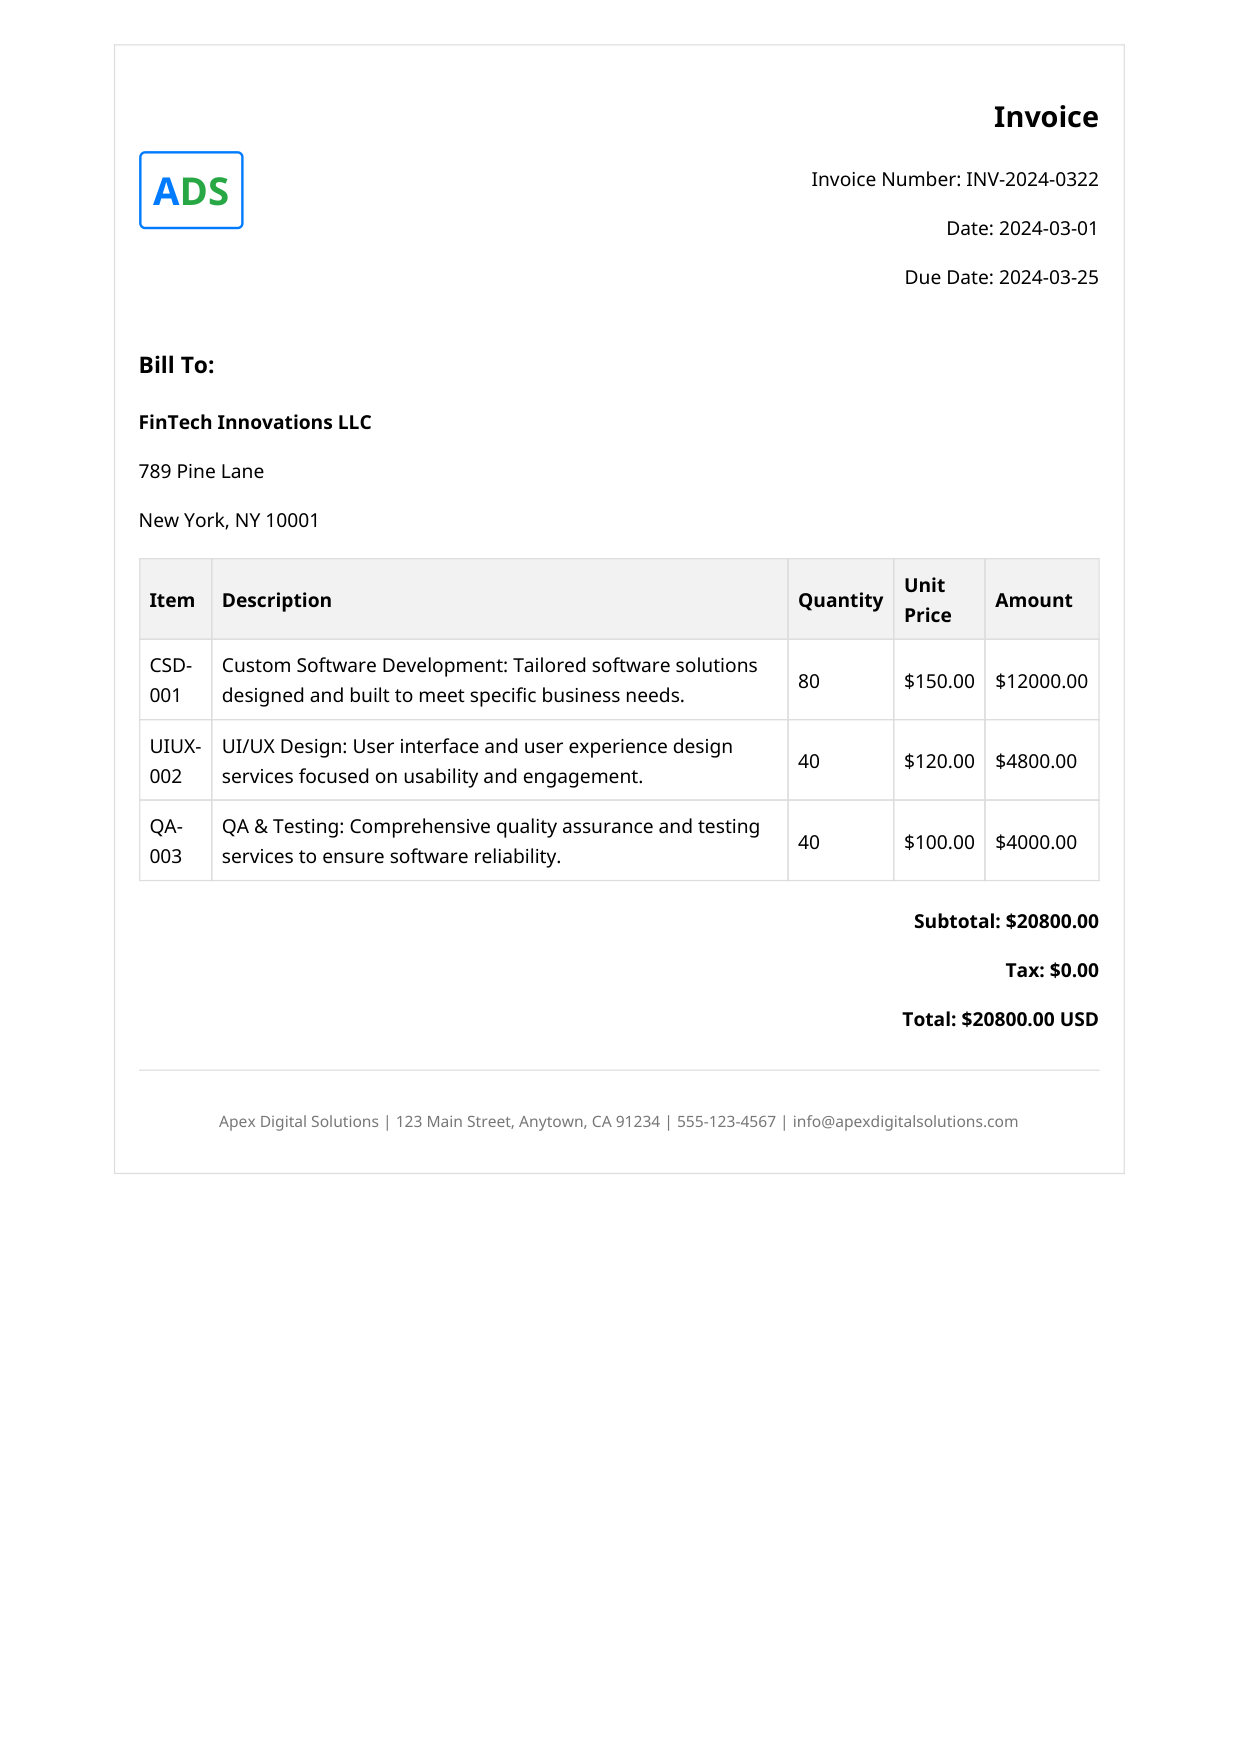 Invoice
ADS
Invoice Number: INV-2024-0322
Date: 2024-03-01
Due Date: 2024-03-25
Bill To:
FinTech Innovations LLC
789 Pine Lane
New York, NY 10001
Item Description Quantity Unit Price Amount
CSD-001 Custom Software Development: Tailored software solutions designed and built to meet specific business needs. 80 $150.00 $12000.00
UIUX-002 UI/UX Design: User interface and user experience design services focused on usability and engagement. 40 $120.00 $4800.00
QA-003 QA & Testing: Comprehensive quality assurance and testing services to ensure software reliability. 40 $100.00 $4000.00
Subtotal: $20800.00
Tax: $0.00
Total: $20800.00 USD
Apex Digital Solutions | 123 Main Street, Anytown, CA 91234 | 555-123-4567 | info@apexdigitalsolutions.com